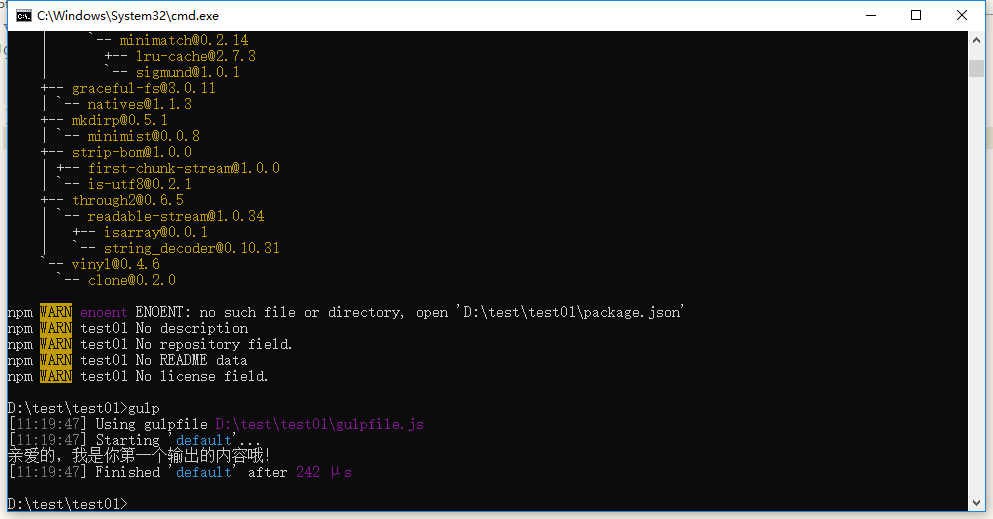 C:\Windows\System32\cmd.exe
`-- minimatch@0.2.14
+-- lru-cache@2.7.3
`-- sigmund@1.0.1
+-- graceful-fs@3.0.11
| `-- natives@1.1.3
+-- mkdirp@0.5.1
| `-- minimist@0.0.8
+-- strip-bom@1.0.0
| +-- first-chunk-stream@1.0.0
| `-- is-utf8@0.2.1
+-- through2@0.6.5
| `-- readable-stream@1.0.34
|   +-- isarray@0.0.1
|   `-- string_decoder@0.10.31
`-- vinyl@0.4.6
`-- clone@0.2.0
npm WARN enoent ENOENT: no such file or directory, open 'D:\test\test01\package.json'
npm WARN test01 No description
npm WARN test01 No repository field.
npm WARN test01 No README data
npm WARN test01 No license field.
D:\test\test01>gulp
[11:19:47] Using gulpfile D:\test\test01\gulpfile.js
[11:19:47] Starting 'default'...
亲爱的，我是你第一个输出的内容哦!
[11:19:47] Finished 'default' after 242 μs
D:\test\test01>